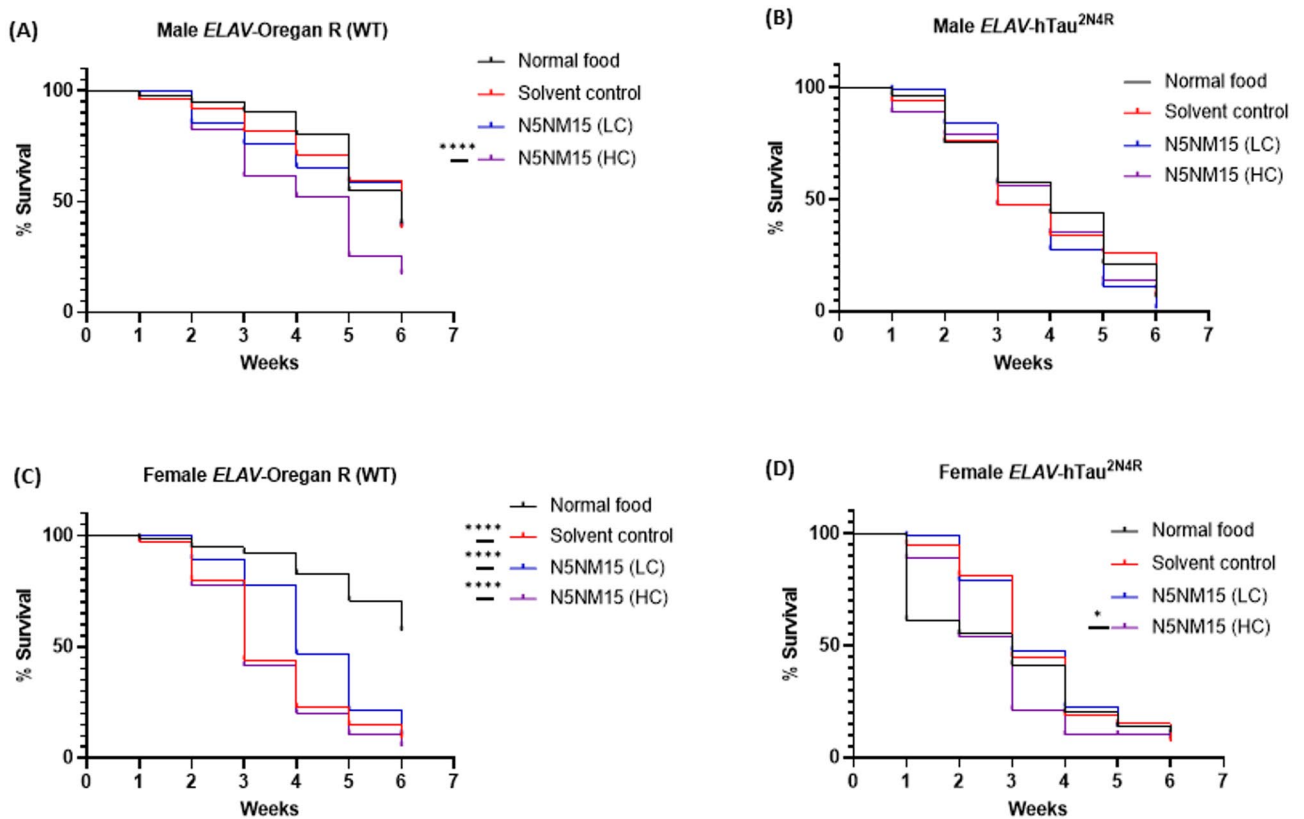 (A)
Male ELAV-Oregan R (WT)
Normal food
Solvent control
N5NM15 (LC)
**** N5NM15 (HC)
% Survival
100
50
0
0 1 2 3 4 5 6 7
Weeks
(B)
Male ELAV-hTau2N4R
Normal food
Solvent control
N5NM15 (LC)
N5NM15 (HC)
% Survival
100
50
0
0 1 2 3 4 5 6 7
Weeks
(C)
Female ELAV-Oregan R (WT)
Normal food
**** Solvent control
**** N5NM15 (LC)
**** N5NM15 (HC)
% Survival
100
50
0
0 1 2 3 4 5 6 7
Weeks
(D)
Female ELAV-hTau2N4R
Normal food
Solvent control
N5NM15 (LC)
* N5NM15 (HC)
% Survival
100
50
0
0 1 2 3 4 5 6 7
Weeks